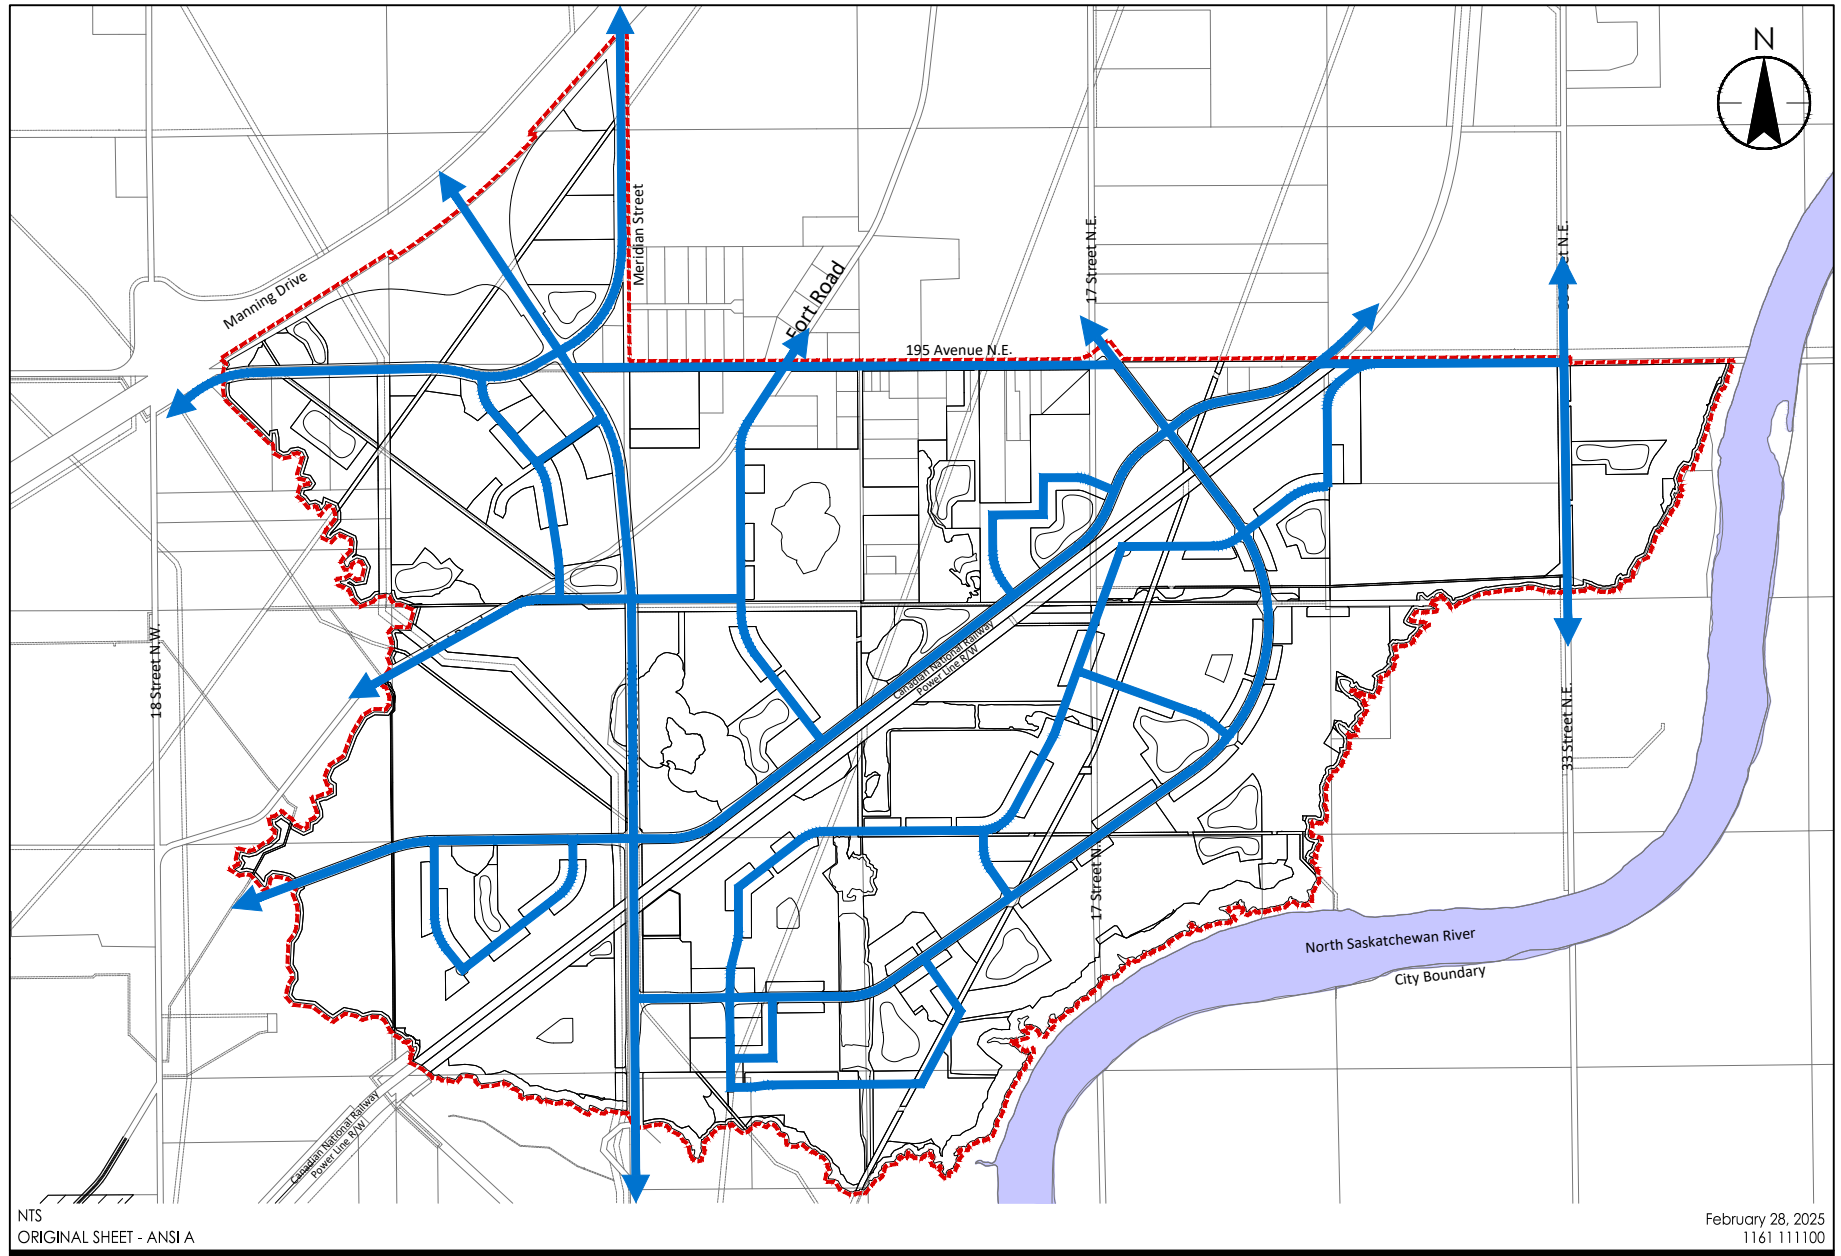 N
Manning Drive
Meridian Street
Fort Road
17 Street N.E.
t N.E.
195 Avenue N.E.
18 Street N.W.
Canadian National Railway
Power Line R/W
33 Street N.E.
17 Street N.
North Saskatchewan River
City Boundary
Canadian National Railway
Power Line R/W
NTS
ORIGINAL SHEET - ANSI A
February 28, 2025
1161 111100